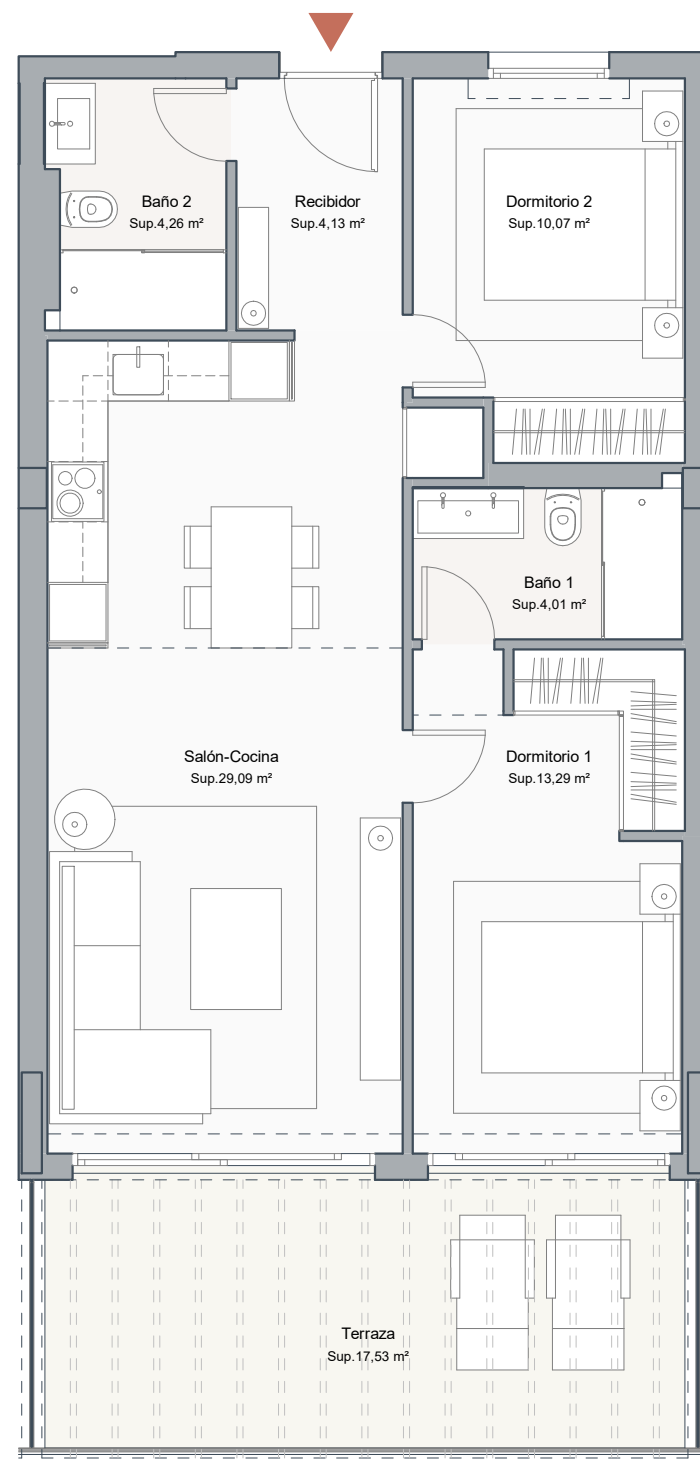 Baño 2
Sup.4,26 m²
Recibidor
Sup.4,13 m²
Dormitorio 2
Sup.10,07 m²
Baño 1
Sup.4,01 m²
Salón-Cocina
Sup.29,09 m²
Dormitorio 1
Sup.13,29 m²
Terraza
Sup.17,53 m²